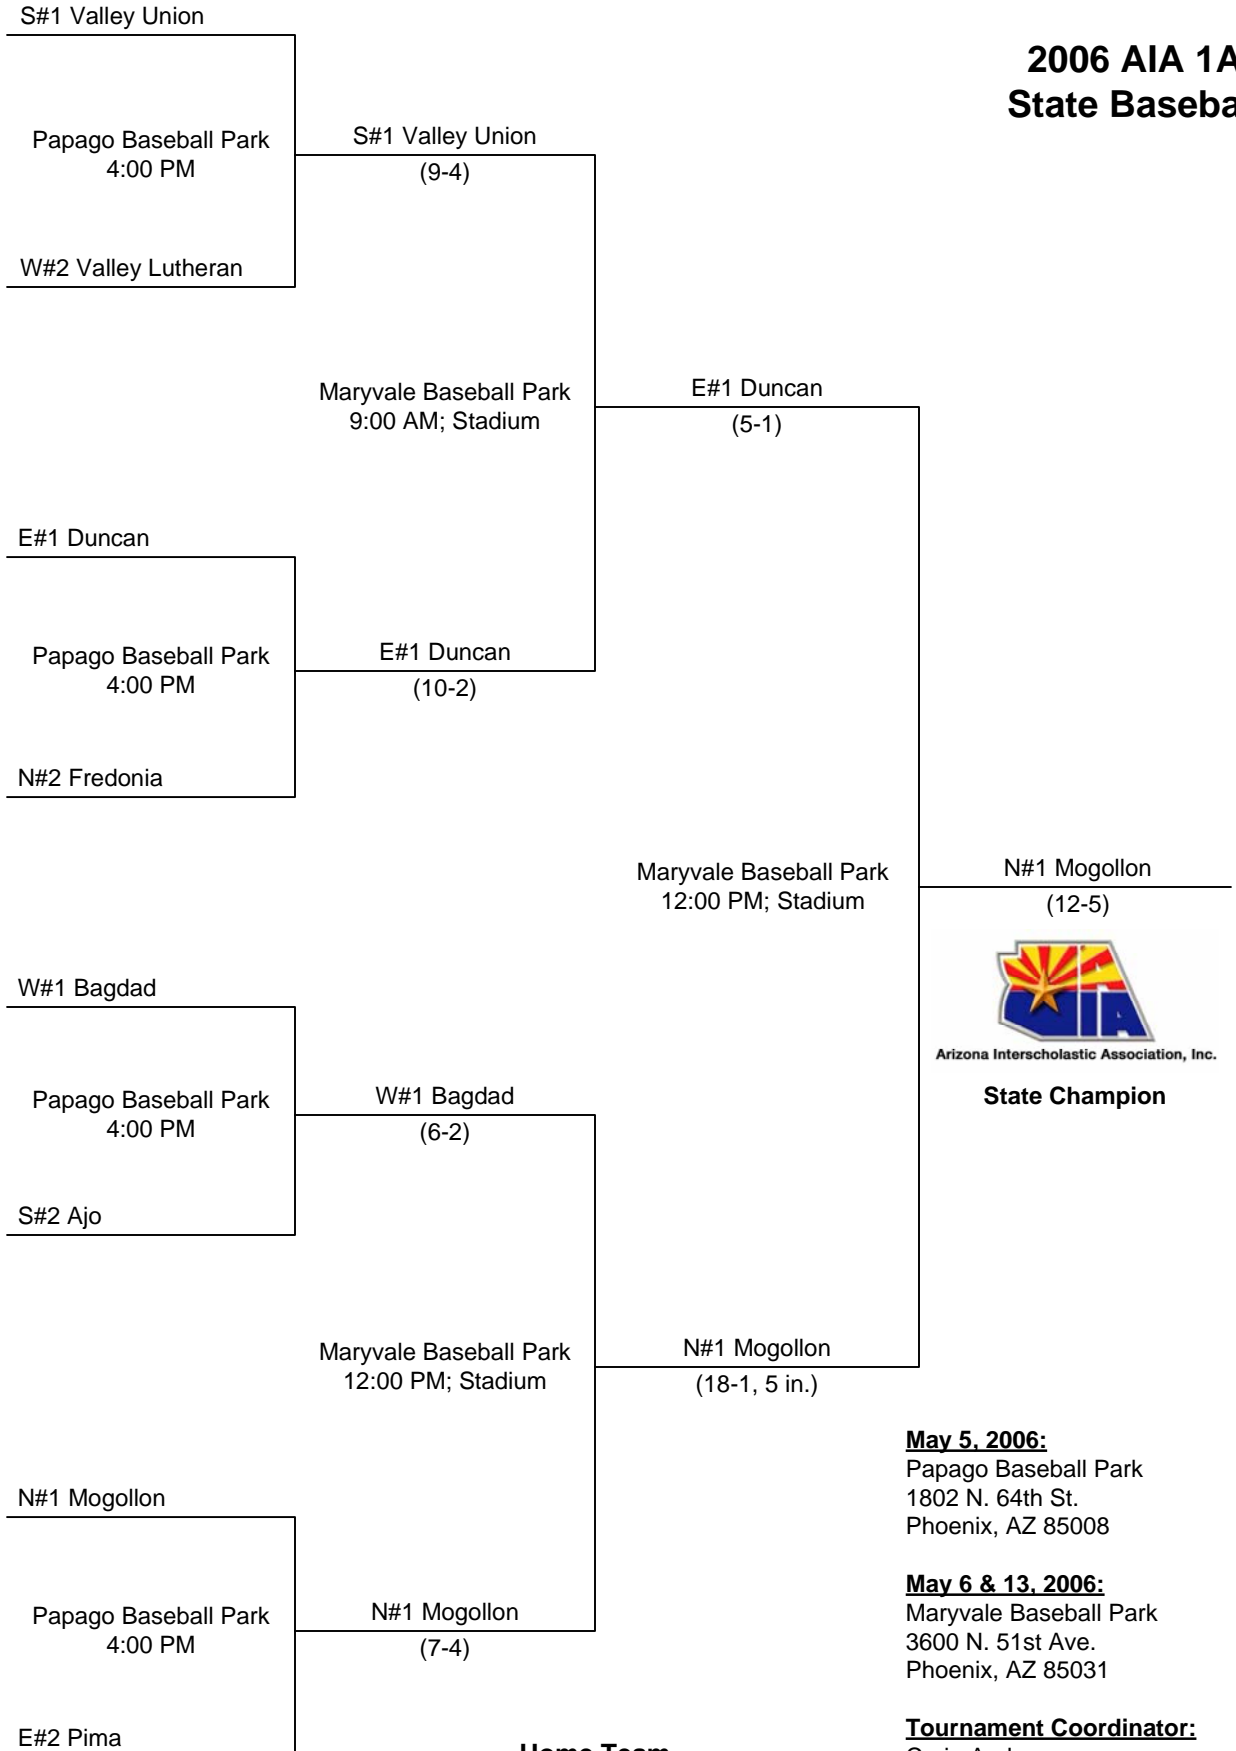 S#1 Valley Union
2006 AIA 1A
State Baseba
Papago Baseball Park
4:00 PM
S#1 Valley Union
(9-4)
W#2 Valley Lutheran
Maryvale Baseball Park
9:00 AM; Stadium
E#1 Duncan
(5-1)
E#1 Duncan
Papago Baseball Park
4:00 PM
E#1 Duncan
(10-2)
N#2 Fredonia
Maryvale Baseball Park
12:00 PM; Stadium
N#1 Mogollon
(12-5)
AIA
Arizona Interscholastic Association, Inc.
State Champion
W#1 Bagdad
Papago Baseball Park
4:00 PM
W#1 Bagdad
(6-2)
S#2 Ajo
Maryvale Baseball Park
12:00 PM; Stadium
N#1 Mogollon
(18-1, 5 in.)
N#1 Mogollon
Papago Baseball Park
4:00 PM
N#1 Mogollon
(7-4)
E#2 Pima
May 5, 2006:
Papago Baseball Park
1802 N. 64th St.
Phoenix, AZ 85008
May 6 & 13, 2006:
Maryvale Baseball Park
3600 N. 51st Ave.
Phoenix, AZ 85031
Tournament Coordinator:
Home Team